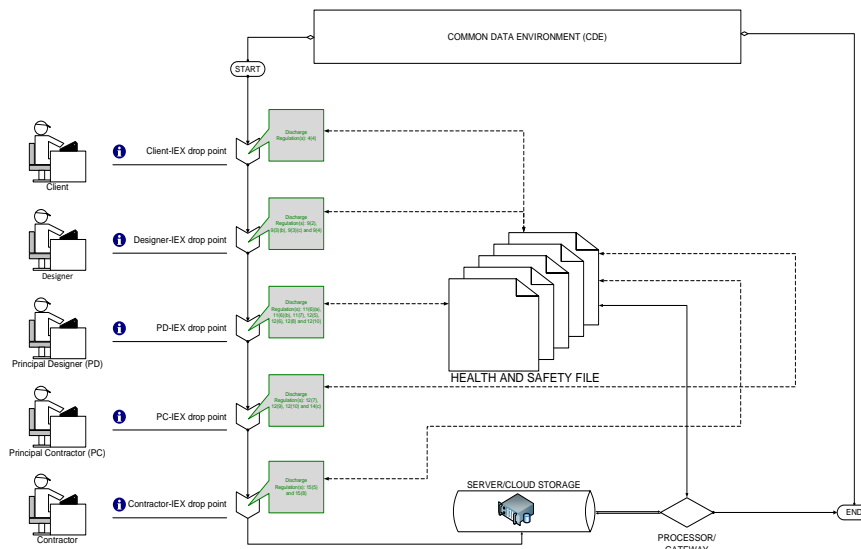 COMMON DATA ENVIRONMENT (CDE)
START
Discharge
Regulation(s): 4(4)
Client-IEX drop point
Client
Discharge
Regulation(s): 9(2),
9(3)(b), 9(3)(c) and 9(4)
Designer-IEX drop point
Designer
Discharge
Regulation(s): 11(6)(a),
11(6)(b), 11(7), 12(5),
12(6), 12(8) and 12(10)
PD-IEX drop point
Principal Designer (PD)
HEALTH AND SAFETY FILE
Discharge
Regulation(s): 12(7),
12(9), 12(10) and 14(c)
PC-IEX drop point
Principal Contractor (PC)
Discharge
Regulation(s): 15(5)
and 15(8)
Contractor-IEX drop point
Contractor
SERVER/CLOUD STORAGE
END
PROCESSOR/
GATEWAY